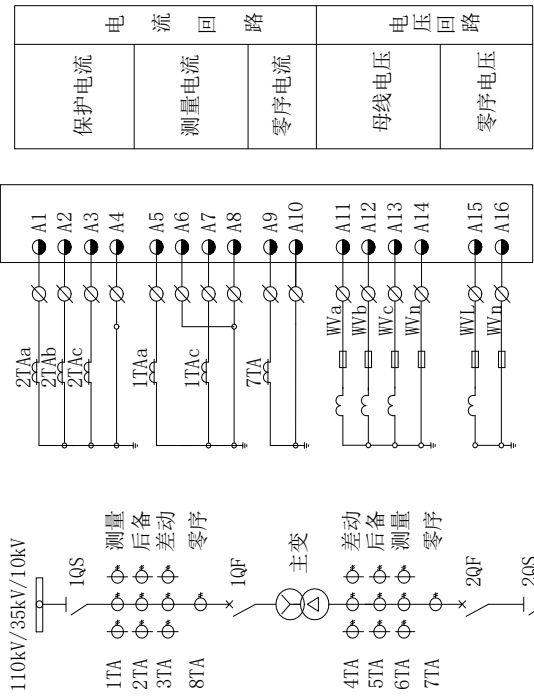 电 流 回 路
电 压 回 路
保护电流
测量电流
零序电流
母线电压
零序电压
A1
A2
A3
A4
A5
A6
A7
A8
A9
A10
A11
A12
A13
A14
A15
A16
2TAa
2TAb
2TAc
1TAa
1TAc
7TA
WVa
WVb
WVc
WVn
WVL
WVn
110kV/35kV/10kV
1QS
测量
后备
差动
零序
1TA
2TA
3TA
8TA
1QF
主变
差动
后备
测量
零序
4TA
5TA
6TA
7TA
2QF
2QS